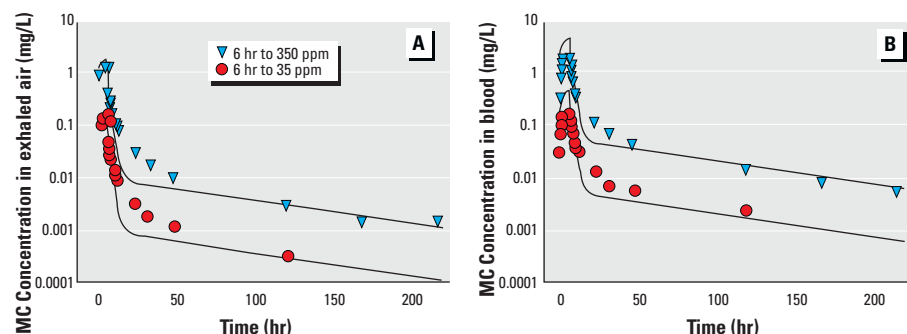 MC Concentration in exhaled air (mg/L)
10
1
0.1
0.01
0.001
0.0001
0 50 100 150 200
Time (hr)
A
6 hr to 350 ppm
6 hr to 35 ppm
MC Concentration in blood (mg/L)
10
1
0.1
0.01
0.001
0.0001
0 50 100 150 200
Time (hr)
B